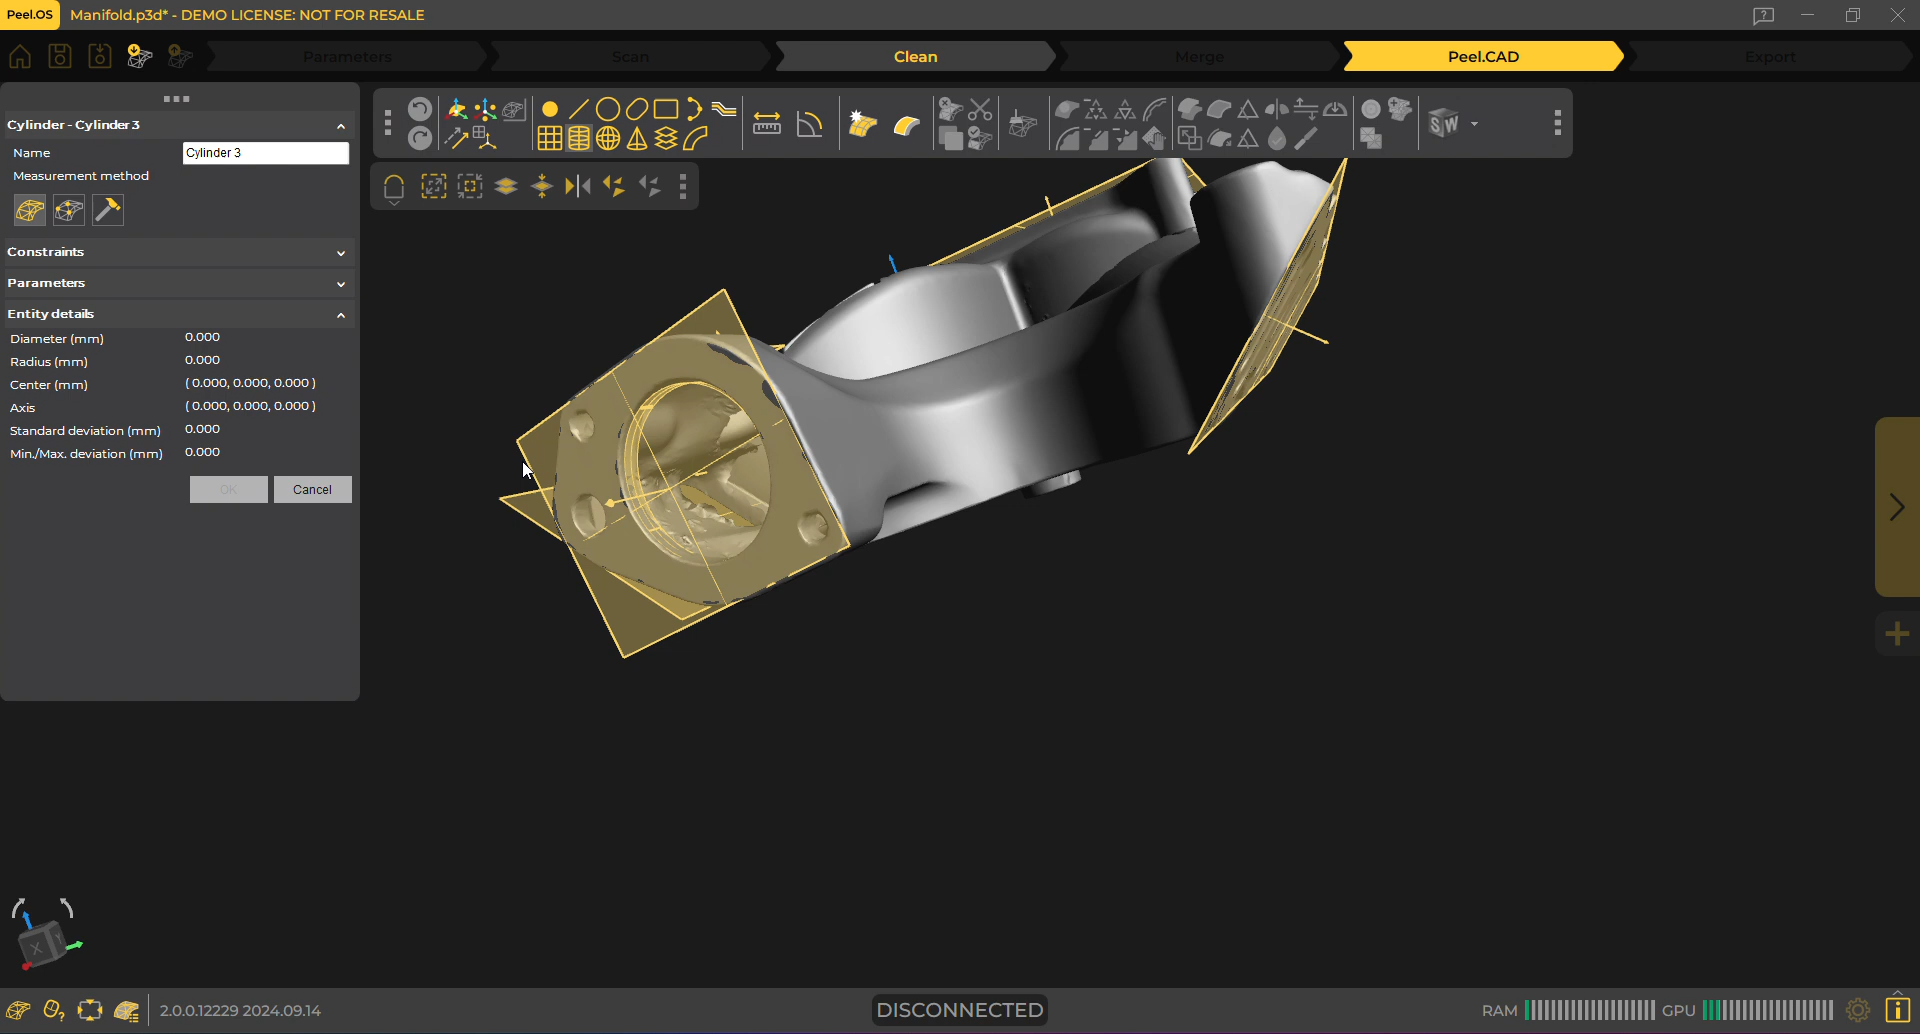 Peel.OS
Manifold.p3d* - DEMO LICENSE: NOT FOR RESALE
Parameters
Scan
Clean
Merge
Peel.CAD
Export
Cylinder - Cylinder 3
Name
Cylinder 3
Measurement method
Constraints
Parameters
Entity details
Diameter (mm) 0.000
Radius (mm) 0.000
Center (mm) ( 0.000, 0.000, 0.000 )
Axis ( 0.000, 0.000, 0.000 )
Standard deviation (mm) 0.000
Min./Max. deviation (mm) 0.000
OK
Cancel
SW
X
Y
2.0.0.12229 2024.09.14
DISCONNECTED
RAM
GPU